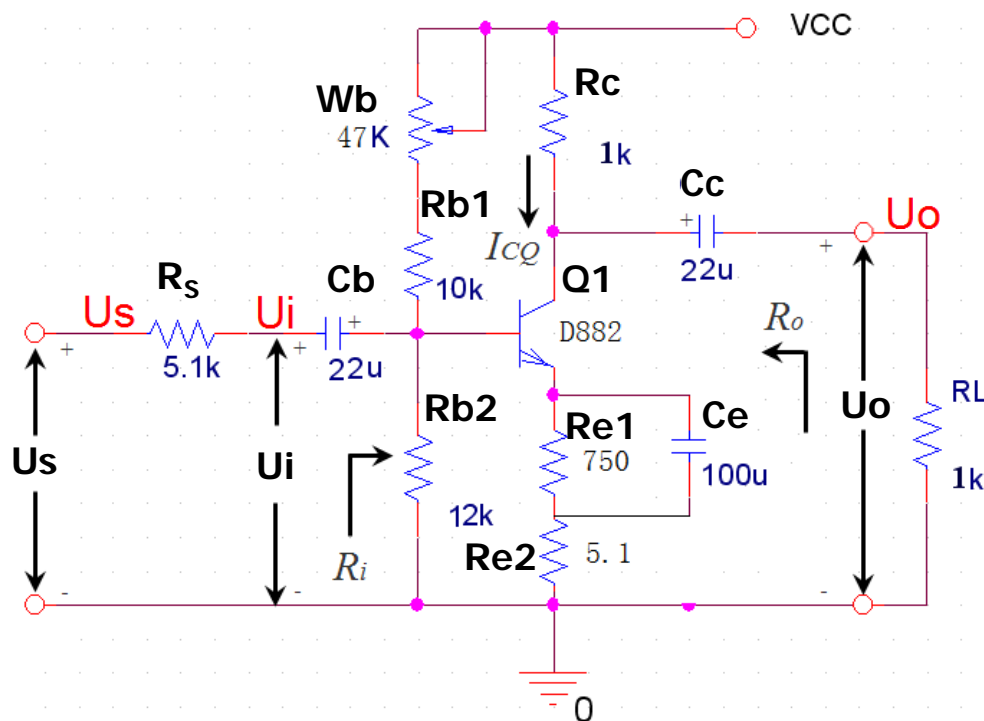 VCC
Wb
47K
Rc
1k
Rb1
10k
ICQ
Cc
22u
Uo
Us
Rs
5.1k
Ui
Cb
22u
Q1
D882
Ro
Rb2
12k
Re1
750
Ce
100u
RL
1k
Us
Ui
Uo
Ri
Re2
5.1
0
+
-
+
-
+
+
+
-